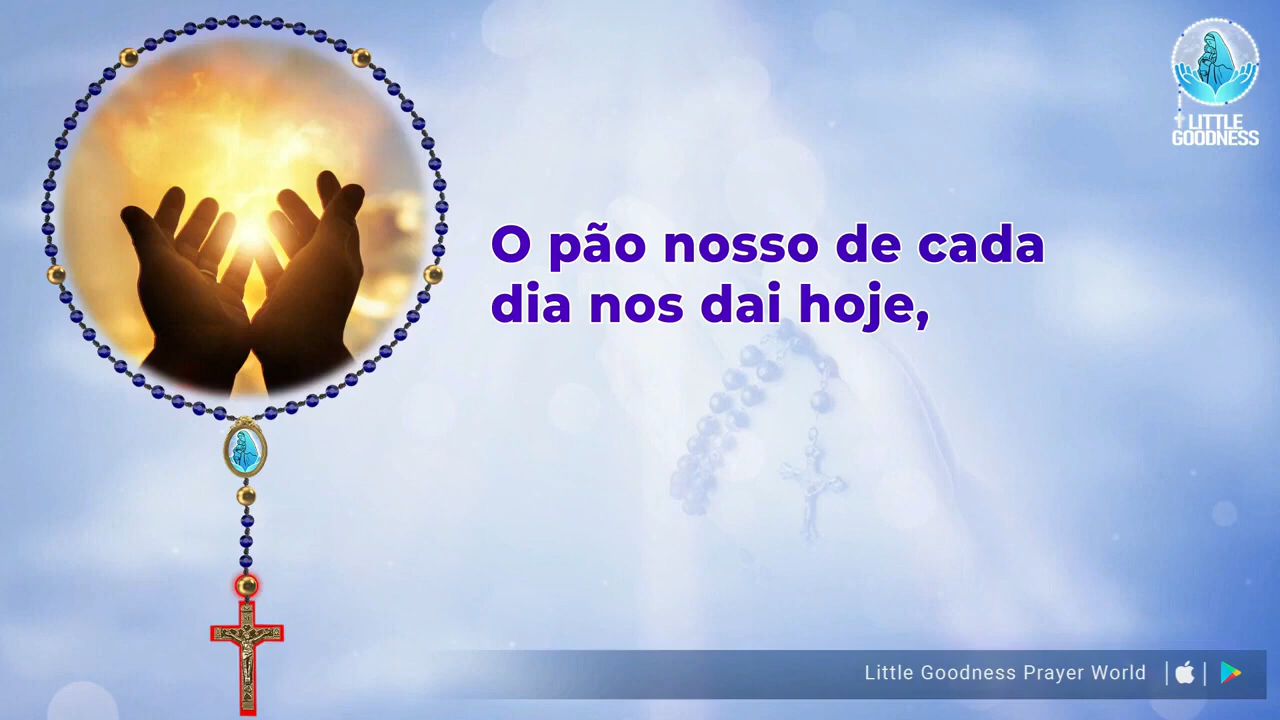 LITTLE
GOODNESS
O pão nosso de cada
dia nos dai hoje,
Little Goodness Prayer World